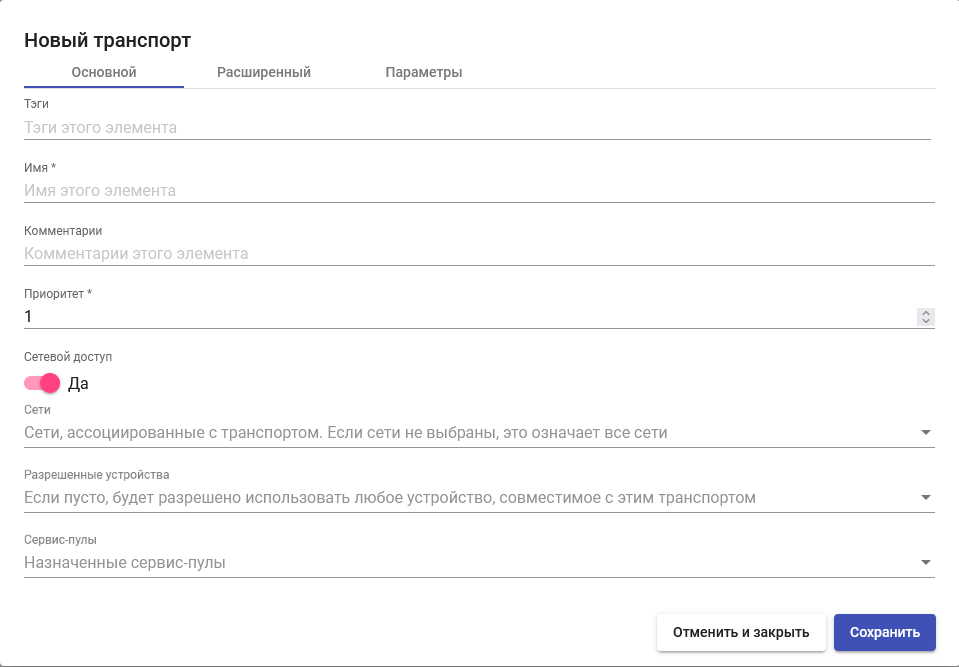 Новый транспорт
Основной Расширенный Параметры
Тэги
Тэги этого элемента
Имя *
Имя этого элемента
Комментарии
Комментарии этого элемента
Приоритет *
1
Сетевой доступ
Да
Сети
Сети, ассоциированные с транспортом. Если сети не выбраны, это означает все сети
Разрешенные устройства
Если пусто, будет разрешено использовать любое устройство, совместимое с этим транспортом
Сервис-пулы
Назначенные сервис-пулы
Отменить и закрыть Сохранить